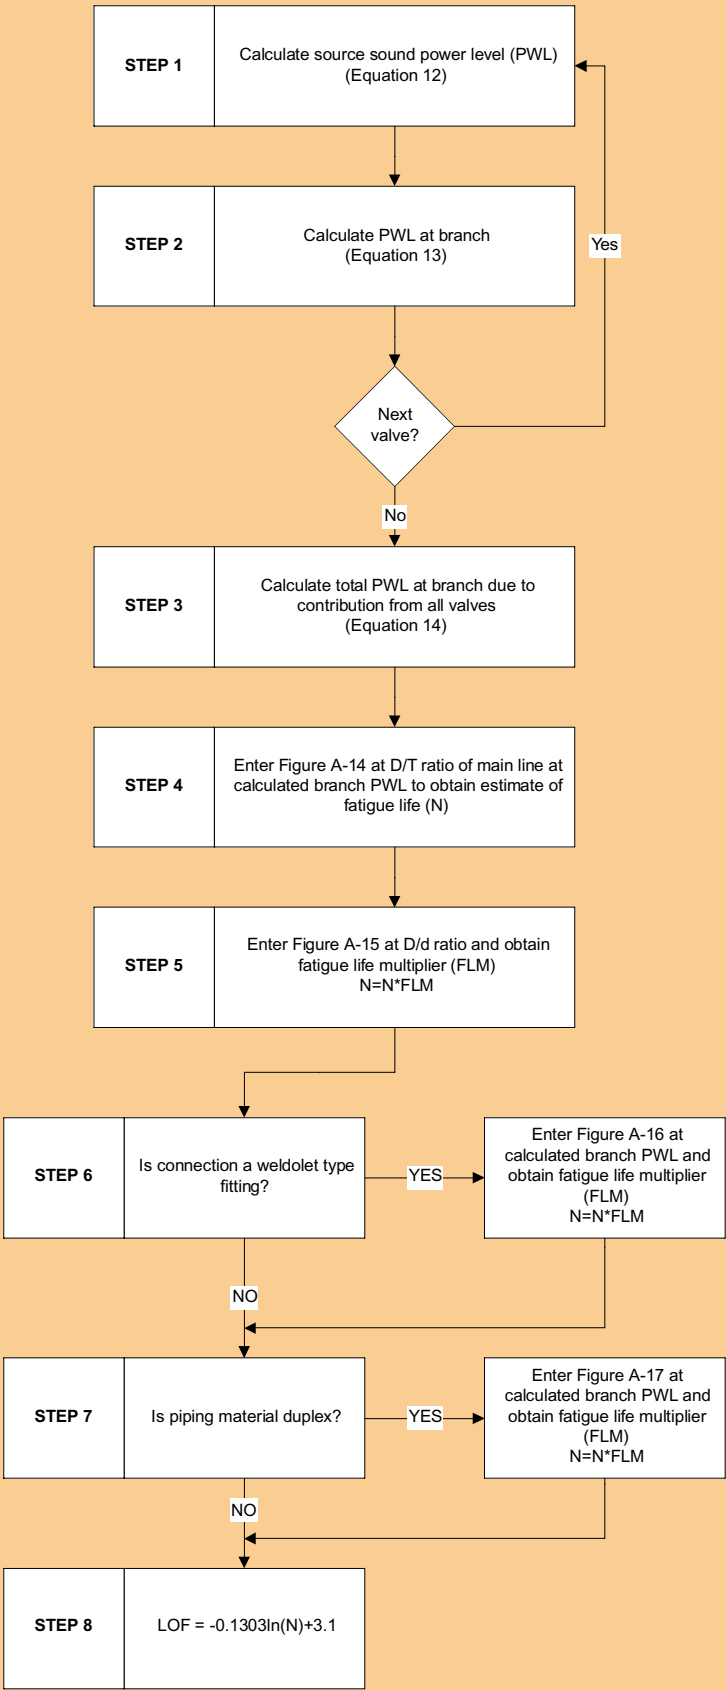 STEP 1
Calculate source sound power level (PWL)
(Equation 12)
STEP 2
Calculate PWL at branch
(Equation 13)
Yes
Next
valve?
No
STEP 3
Calculate total PWL at branch due to
contribution from all valves
(Equation 14)
STEP 4
Enter Figure A-14 at D/T ratio of main line at
calculated branch PWL to obtain estimate of
fatigue life (N)
STEP 5
Enter Figure A-15 at D/d ratio and obtain
fatigue life multiplier (FLM)
N=N*FLM
STEP 6
Is connection a weldolet type
fitting?
YES
Enter Figure A-16 at
calculated branch PWL and
obtain fatigue life multiplier
(FLM)
N=N*FLM
NO
STEP 7
Is piping material duplex?
YES
Enter Figure A-17 at
calculated branch PWL and
obtain fatigue life multiplier
(FLM)
N=N*FLM
NO
STEP 8
LOF = -0.1303ln(N)+3.1